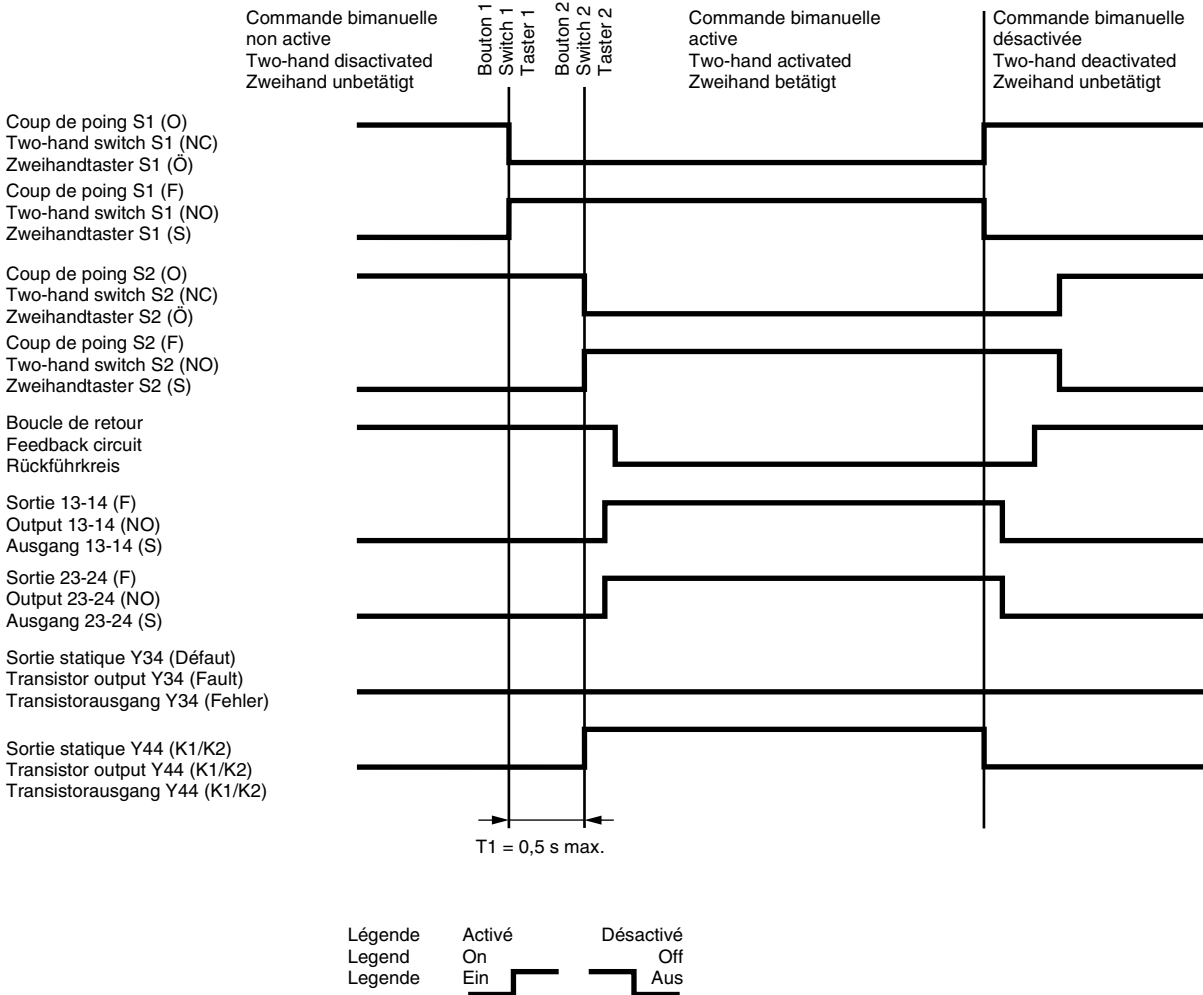 Commande bimanuelle
non active
Two-hand disactivated
Zweihand unbetätigt
Bouton 1
Switch 1
Taster 1
Bouton 2
Switch 2
Taster 2
Commande bimanuelle
active
Two-hand activated
Zweihand betätigt
Commande bimanuelle
désactivée
Two-hand deactivated
Zweihand unbetätigt
Coup de poing S1 (O)
Two-hand switch S1 (NC)
Zweihandtaster S1 (Ö)
Coup de poing S1 (F)
Two-hand switch S1 (NO)
Zweihandtaster S1 (S)
Coup de poing S2 (O)
Two-hand switch S2 (NC)
Zweihandtaster S2 (Ö)
Coup de poing S2 (F)
Two-hand switch S2 (NO)
Zweihandtaster S2 (S)
Boucle de retour
Feedback circuit
Rückführkreis
Sortie 13-14 (F)
Output 13-14 (NO)
Ausgang 13-14 (S)
Sortie 23-24 (F)
Output 23-24 (NO)
Ausgang 23-24 (S)
Sortie statique Y34 (Défaut)
Transistor output Y34 (Fault)
Transistorausgang Y34 (Fehler)
Sortie statique Y44 (K1/K2)
Transistor output Y44 (K1/K2)
Transistorausgang Y44 (K1/K2)
T1 = 0,5 s max.
Légende Activé Désactivé
Legend On Off
Legende Ein Aus